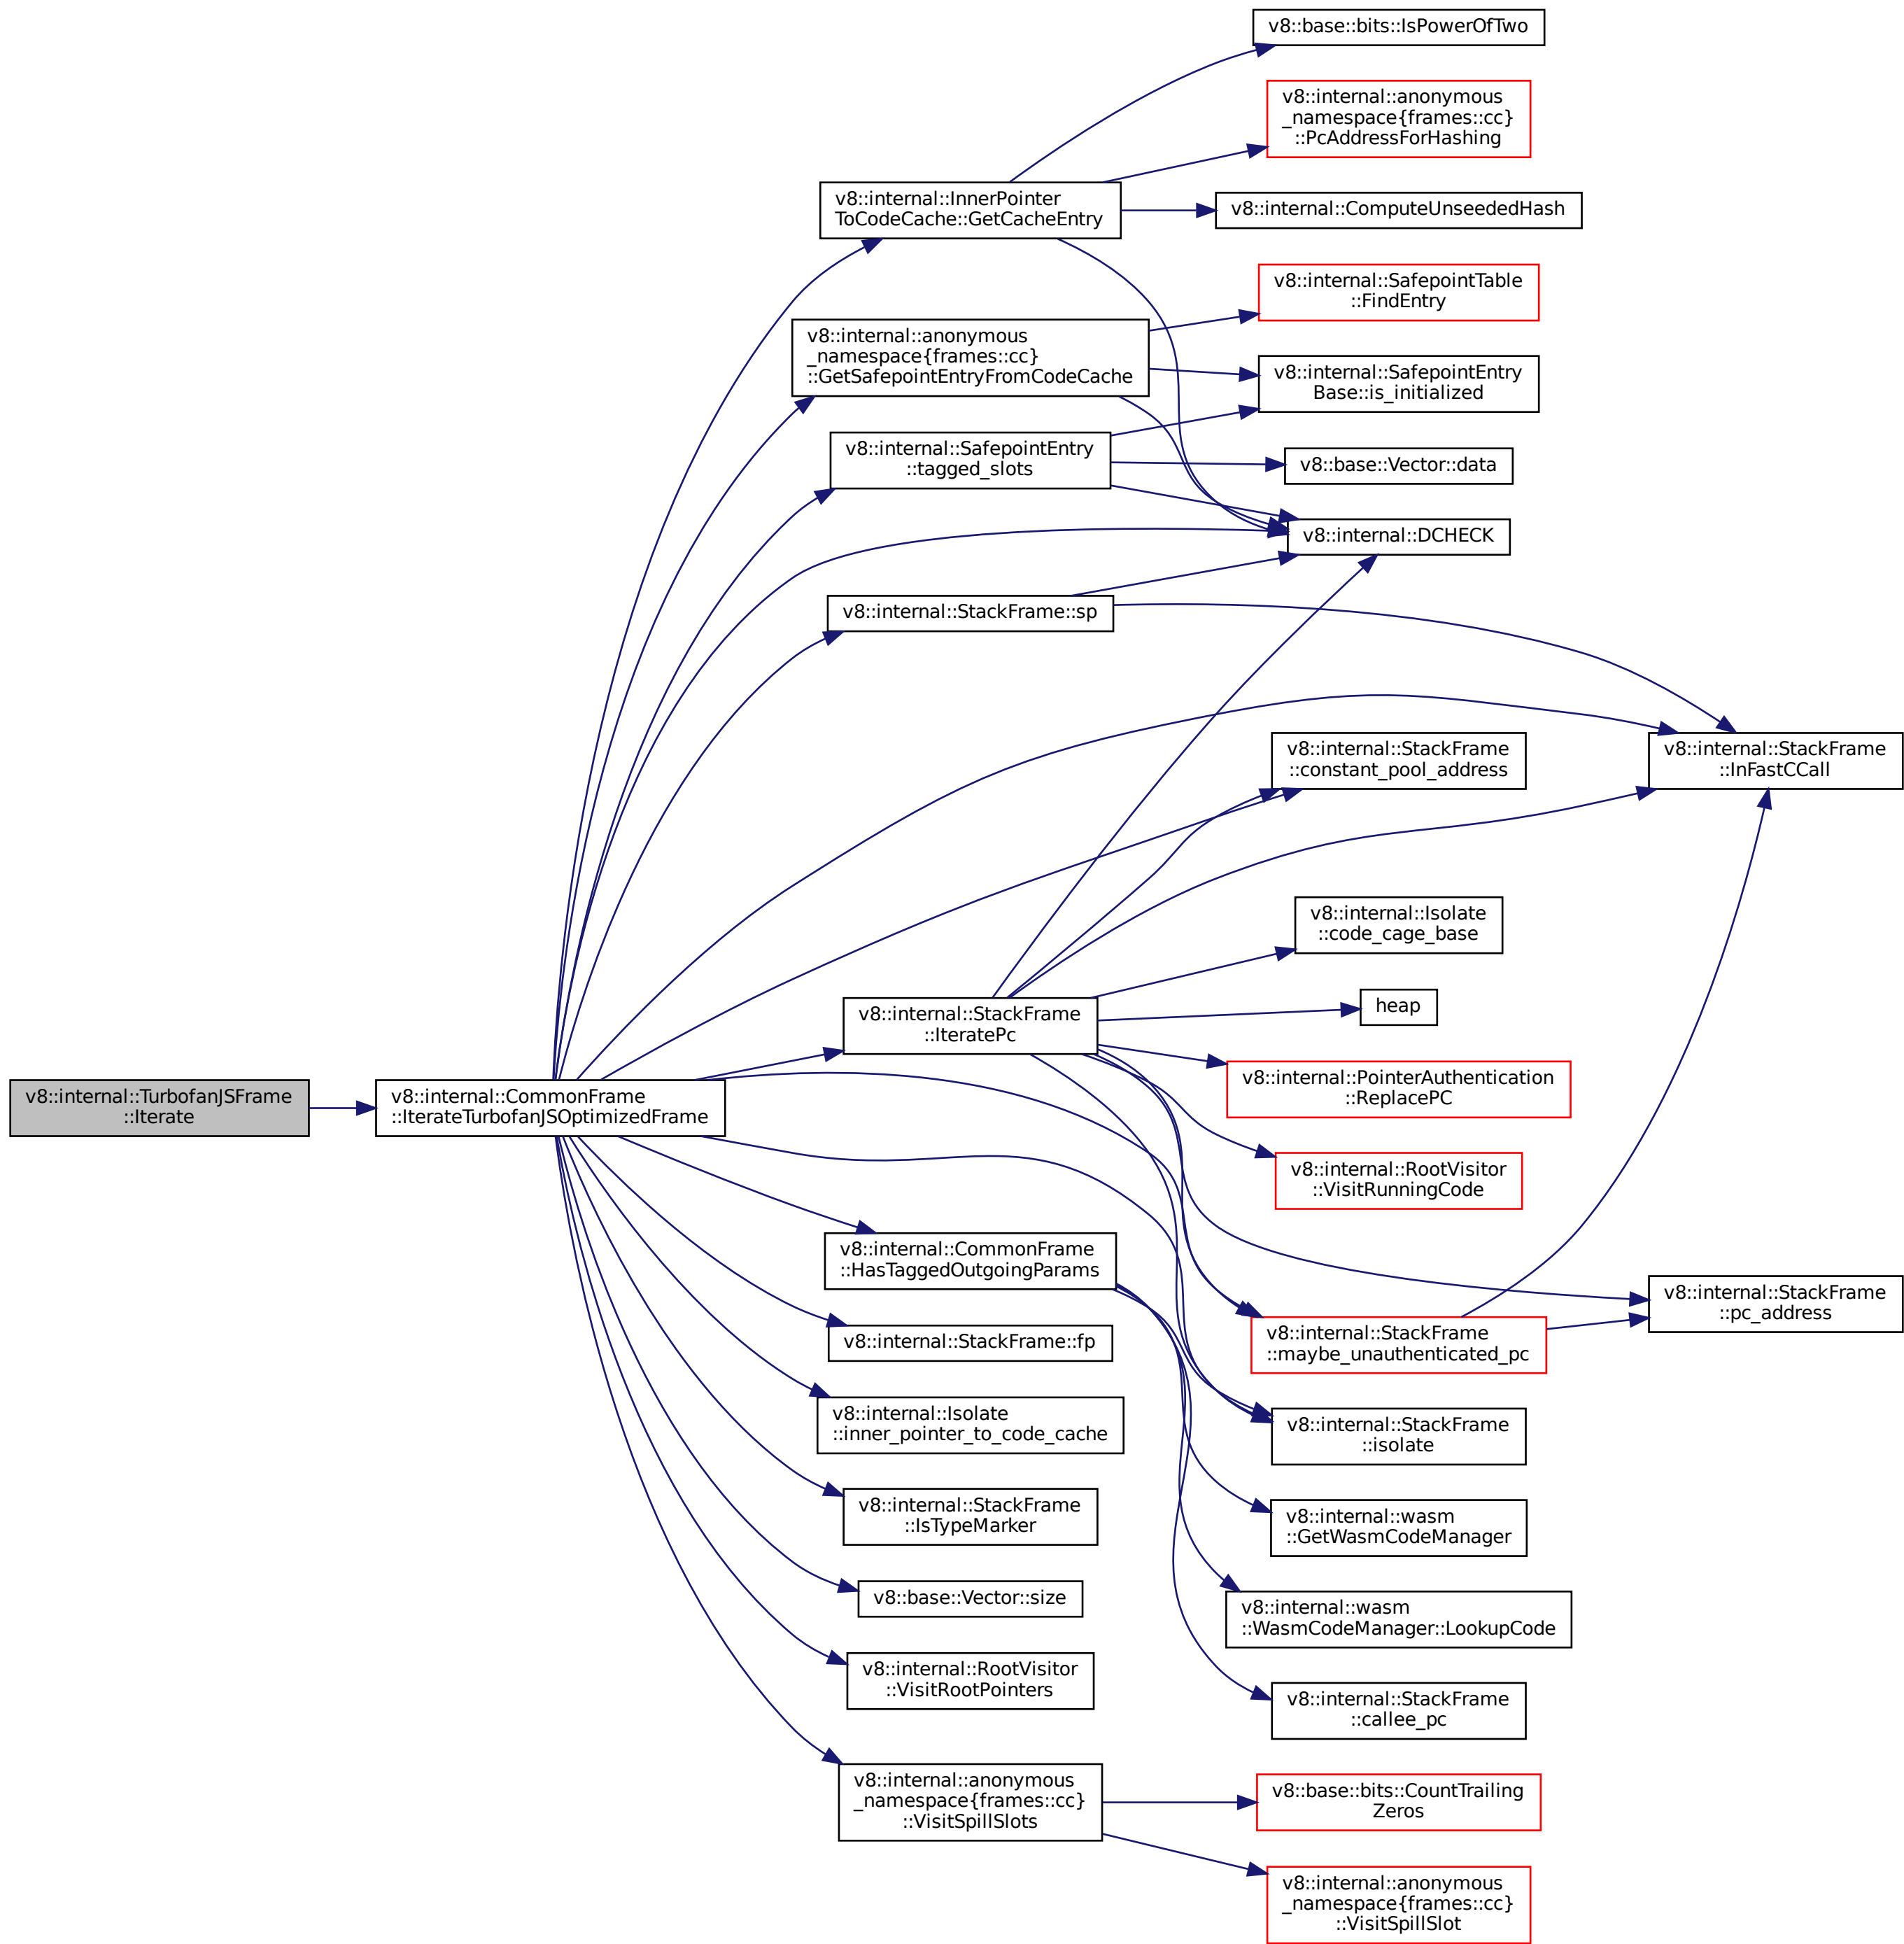 v8::internal::TurbofanJSFrame
::Iterate
v8::internal::CommonFrame
::IterateTurbofanJSOptimizedFrame
v8::internal::InnerPointer
ToCodeCache::GetCacheEntry
v8::internal::anonymous
_namespace{frames::cc}
::GetSafepointEntryFromCodeCache
v8::internal::SafepointEntry
::tagged_slots
v8::internal::StackFrame::sp
v8::internal::StackFrame
::IteratePc
v8::internal::CommonFrame
::HasTaggedOutgoingParams
v8::internal::StackFrame::fp
v8::internal::Isolate
::inner_pointer_to_code_cache
v8::internal::StackFrame
::IsTypeMarker
v8::base::Vector::size
v8::internal::RootVisitor
::VisitRootPointers
v8::internal::anonymous
_namespace{frames::cc}
::VisitSpillSlots
v8::base::bits::IsPowerOfTwo
v8::internal::anonymous
_namespace{frames::cc}
::PcAddressForHashing
v8::internal::ComputeUnseededHash
v8::internal::SafepointTable
::FindEntry
v8::internal::SafepointEntry
Base::is_initialized
v8::base::Vector::data
v8::internal::DCHECK
v8::internal::StackFrame
::constant_pool_address
v8::internal::Isolate
::code_cage_base
heap
v8::internal::PointerAuthentication
::ReplacePC
v8::internal::RootVisitor
::VisitRunningCode
v8::internal::StackFrame
::maybe_unauthenticated_pc
v8::internal::StackFrame
::isolate
v8::internal::wasm
::GetWasmCodeManager
v8::internal::wasm
::WasmCodeManager::LookupCode
v8::internal::StackFrame
::callee_pc
v8::base::bits::CountTrailing
Zeros
v8::internal::anonymous
_namespace{frames::cc}
::VisitSpillSlot
v8::internal::StackFrame
::InFastCCall
v8::internal::StackFrame
::pc_address